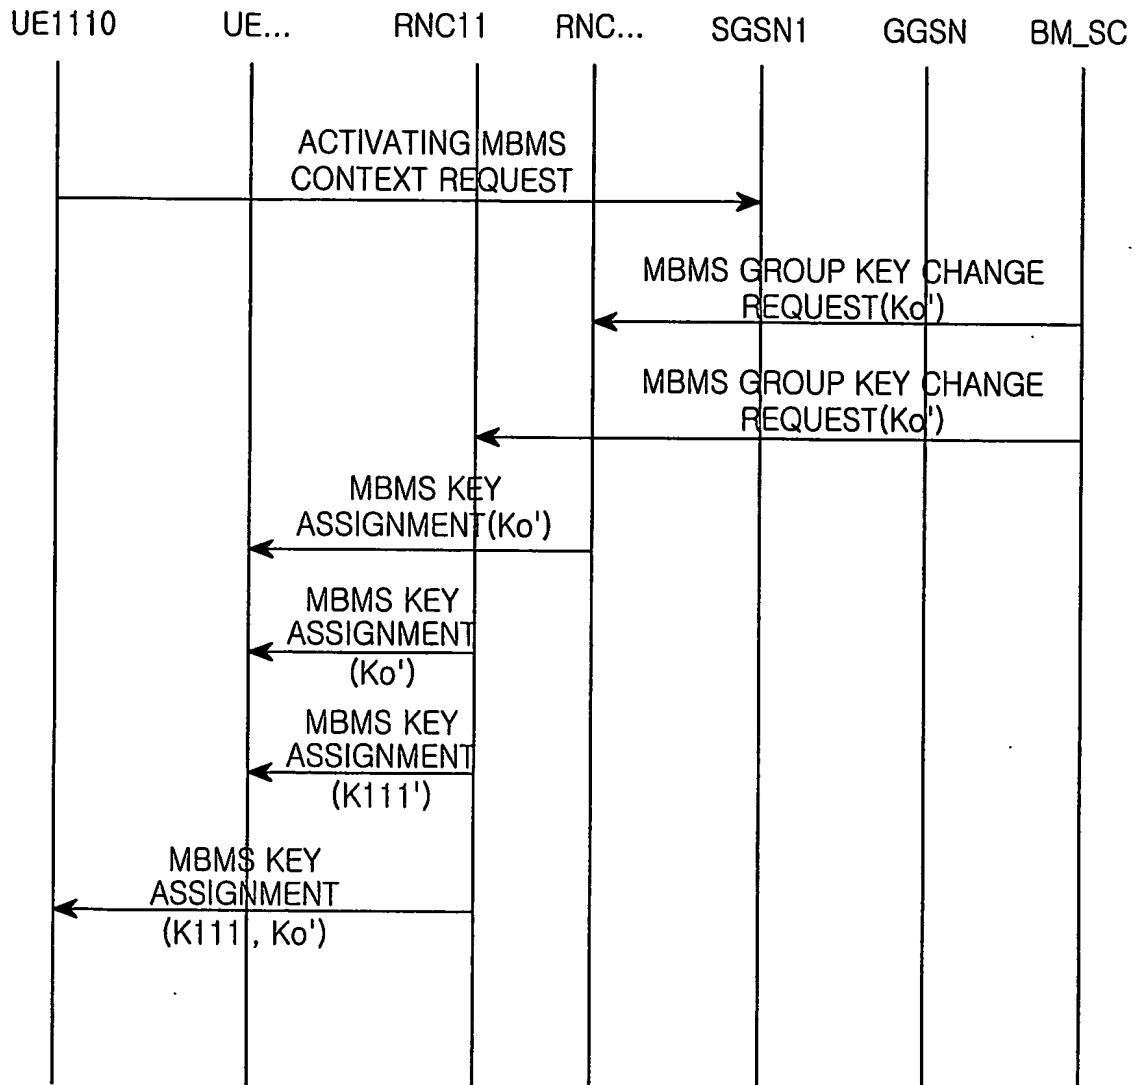 UE1110 UE... RNC11 RNC... SGSN1 GGSN BM_SC
ACTIVATING MBMS
CONTEXT REQUEST
MBMS GROUP KEY CHANGE
REQUEST(Ko')
MBMS GROUP KEY CHANGE
REQUEST(Ko')
MBMS KEY
ASSIGNMENT(Ko')
MBMS KEY
ASSIGNMENT
(Ko')
MBMS KEY
ASSIGNMENT
(K111')
MBMS KEY
ASSIGNMENT
(K111 , Ko')